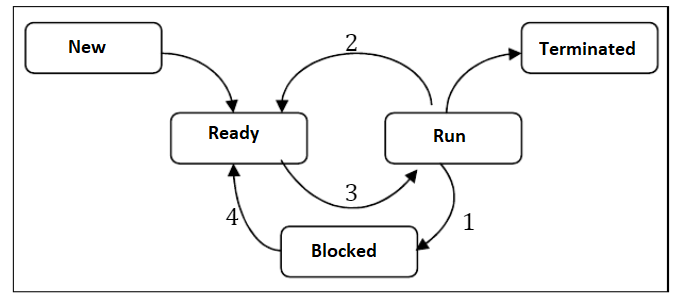 New
Terminated
2
Ready
Run
3
4
1
Blocked